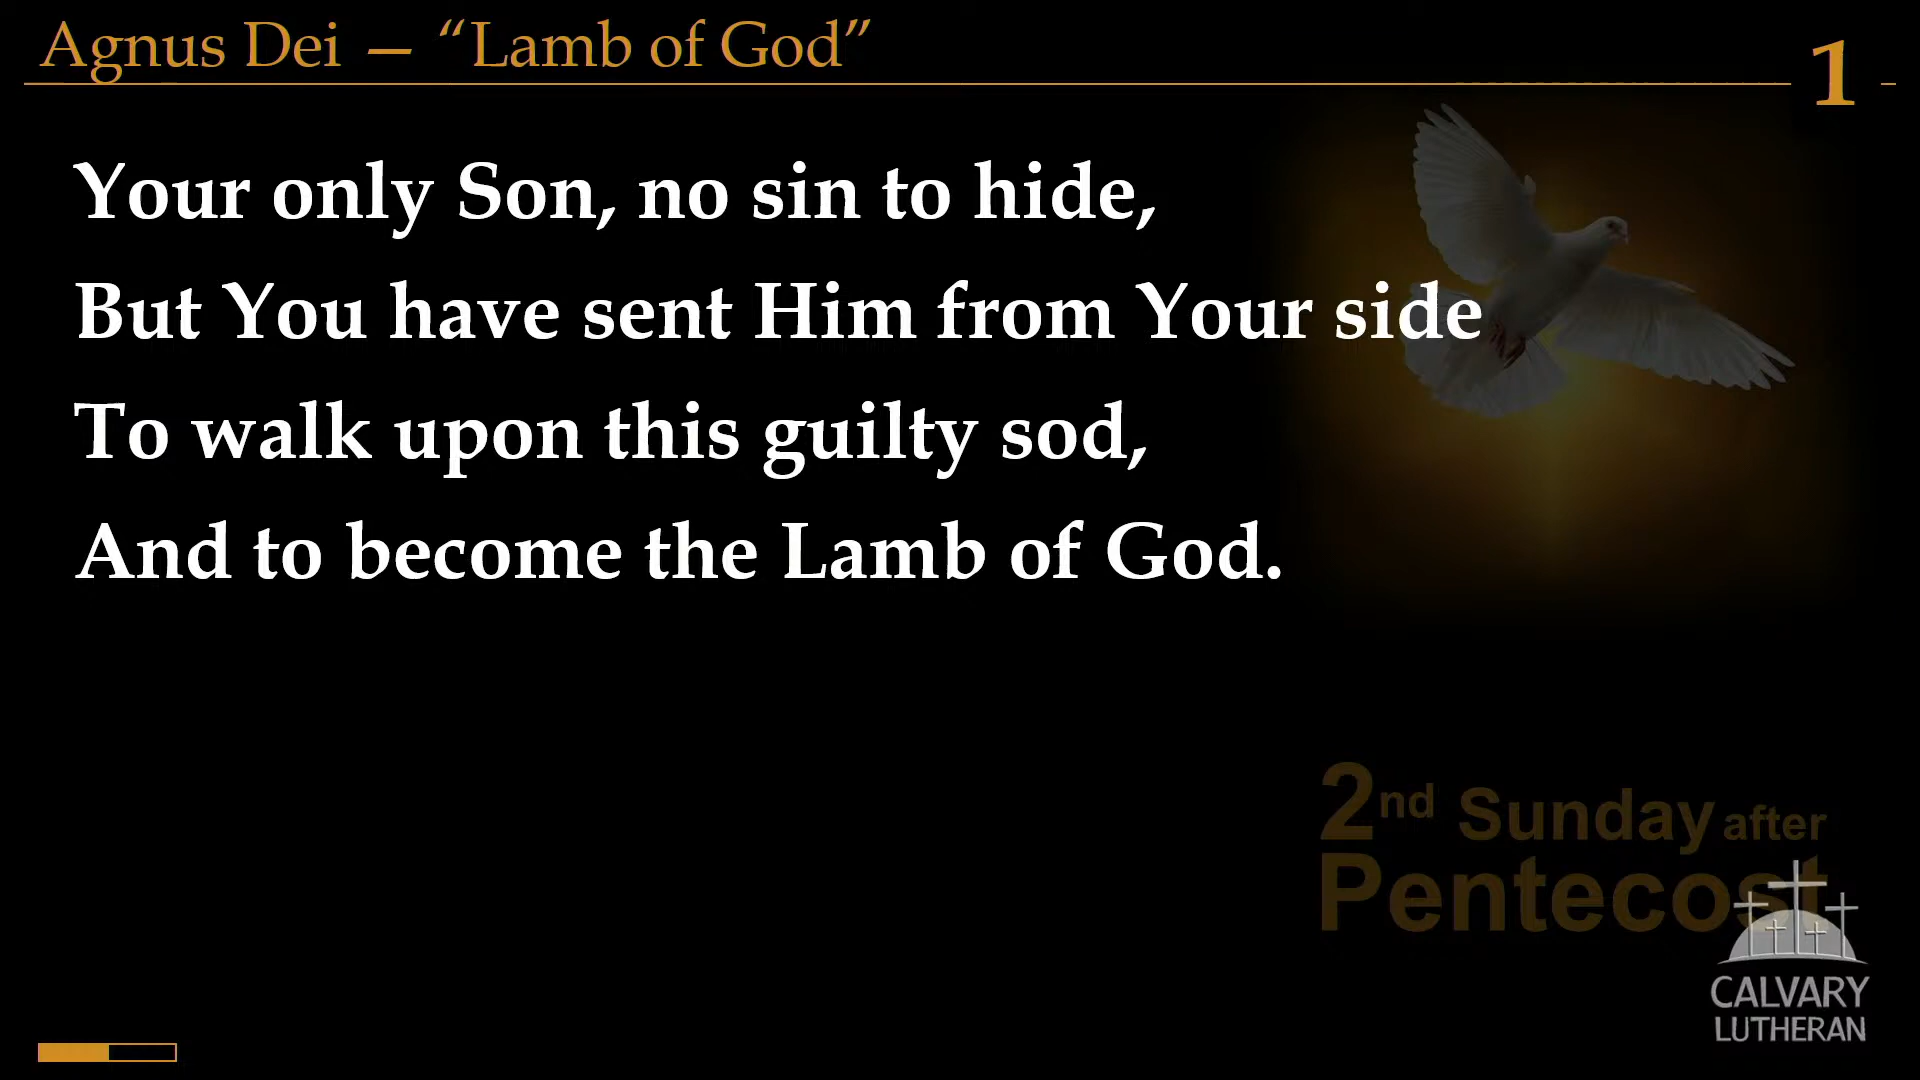 Agnus Dei — “Lamb of God”
1
Your only Son, no sin to hide,
But You have sent Him from Your side
To walk upon this guilty sod,
And to become the Lamb of God.
2nd Sunday after
Pentecost
CALVARY
LUTHERAN